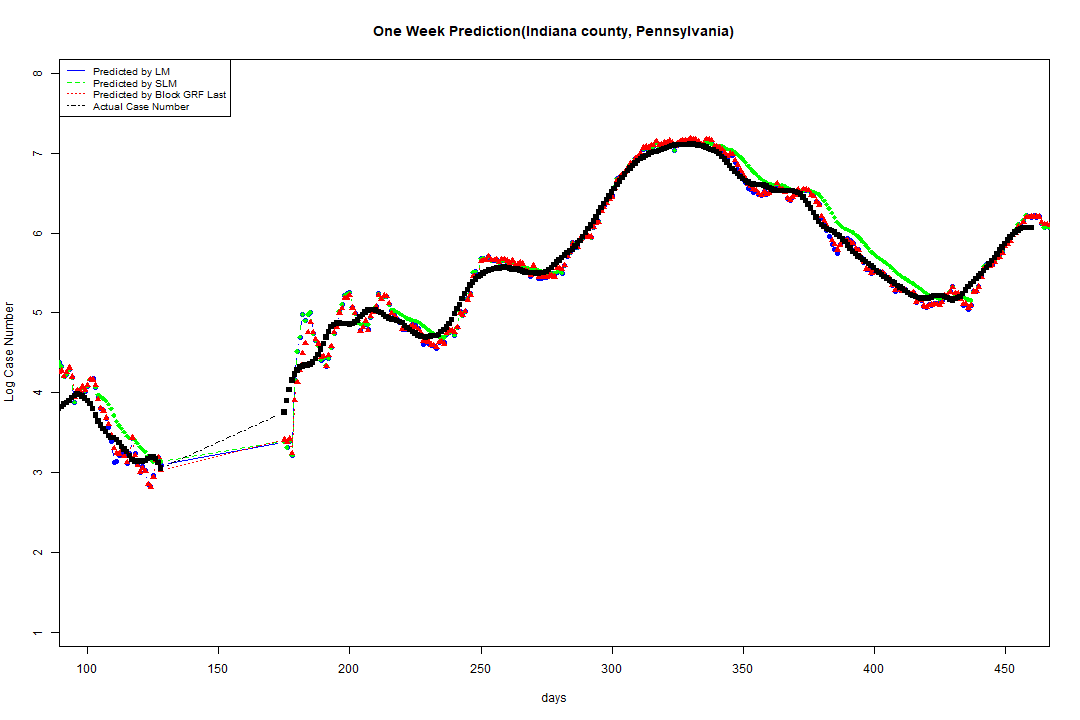 One Week Prediction(Indiana county, Pennsylvania)
Predicted by LM
Predicted by SLM
Predicted by Block GRF Last
Actual Case Number
8
7
6
5
4
3
2
1
Log Case Number
100 150 200 250 300 350 400 450
days